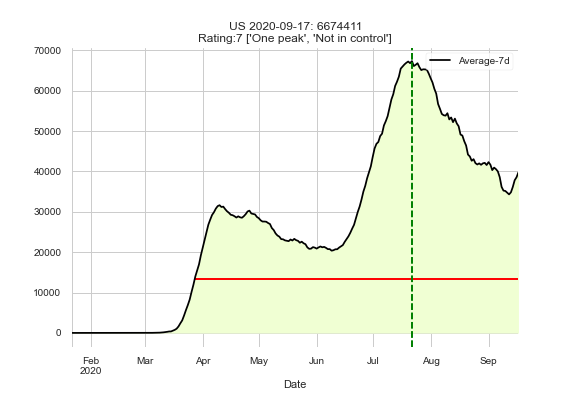 US 2020-09-17: 6674411
Rating:7 ['One peak', 'Not in control']
70000
Average-7d
60000
50000
40000
30000
20000
10000
0
Feb Mar Apr May Jun Jul Aug Sep
2020
Date